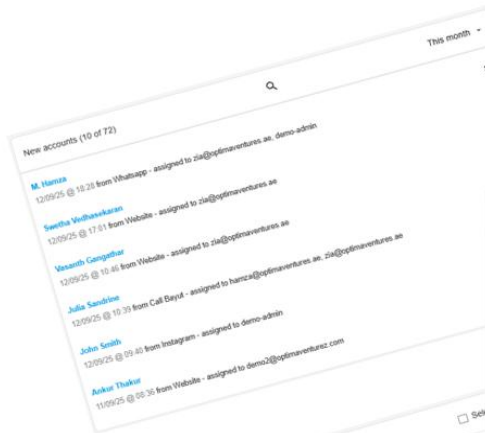 New accounts (10 of 72)
This month
M. Hamza
12/09/25 @ 18:28 from Whatsapp - assigned to zia@optimaventures.ae, demo-admin
Swetha Vedhasekaran
12/09/25 @ 17:01 from Website - assigned to zia@optimaventures.ae
Vasanth Gangathar
12/09/25 @ 10:46 from Website - assigned to zia@optimaventures.ae
Julia Sandrine
12/09/25 @ 10:39 from Call Bayut - assigned to hamza@optimaventures.ae, zia@optimaventures.ae
John Smith
12/09/25 @ 09:40 from Instagram - assigned to demo-admin
Ankur Thakur
11/09/25 @ 08:36 from Website - assigned to demo2@optimaventurez.com